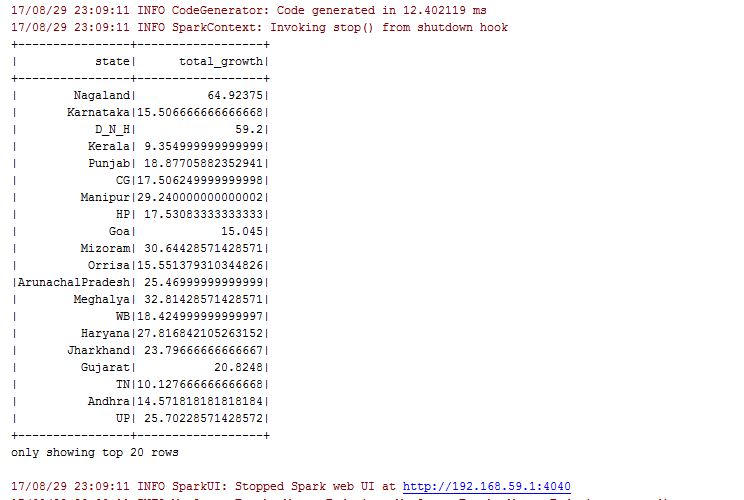 17/08/29 23:09:11 INFO CodeGenerator: Code generated in 12.402119 ms
17/08/29 23:09:11 INFO SparkContext: Invoking stop() from shutdown hook
+----------------+------------------+
|           state|      total_growth|
+----------------+------------------+
|        Nagaland|          64.92375|
|       Karnataka|15.506666666666668|
|           D_N_H|              59.2|
|          Kerala| 9.354999999999999|
|          Punjab| 18.87705882352941|
|              CG|17.506249999999998|
|         Manipur|29.240000000000002|
|              HP| 17.53083333333333|
|             Goa|            15.045|
|         Mizoram| 30.64428571428571|
|          Orrisa|15.551379310344826|
|ArunachalPradesh| 25.46999999999999|
|        Meghalya| 32.81428571428571|
|              WB|18.424999999999997|
|         Haryana|27.816842105263152|
|       Jharkhand| 23.79666666666667|
|         Gujarat|           20.8248|
|              TN|10.127666666666668|
|          Andhra|14.571818181818184|
|              UP| 25.70228571428572|
+----------------+------------------+
only showing top 20 rows
17/08/29 23:09:11 INFO SparkUI: Stopped Spark web UI at http://192.168.59.1:4040